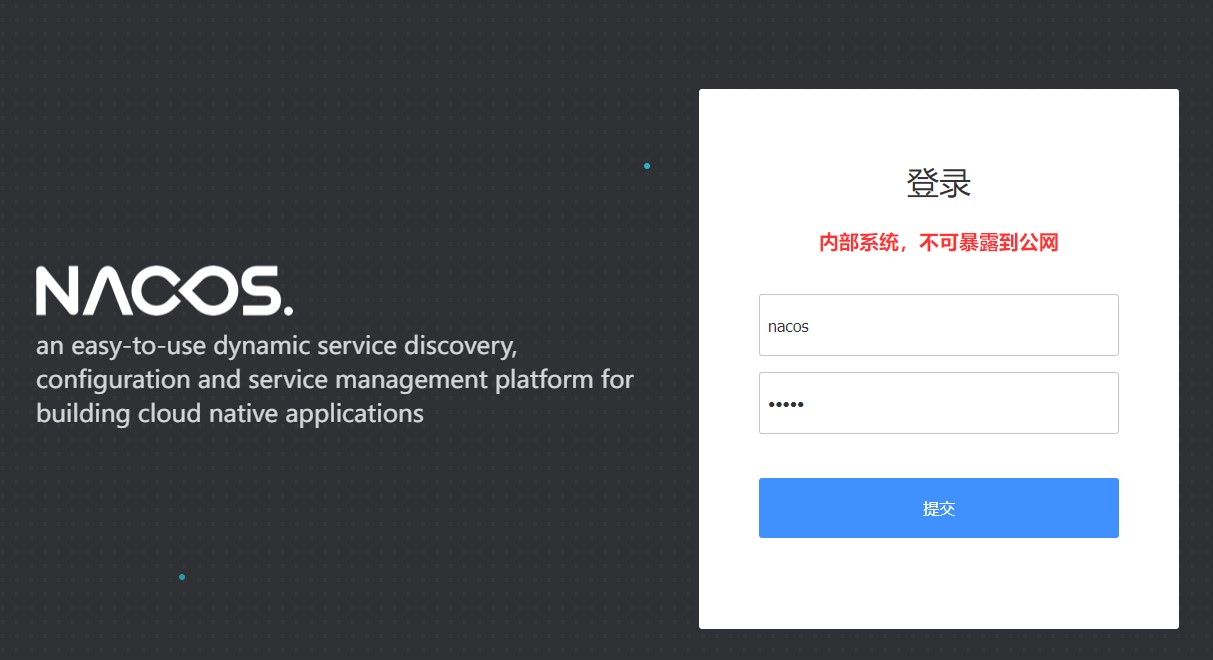 NACOS.
an easy-to-use dynamic service discovery,
configuration and service management platform for
building cloud native applications
登录
内部系统，不可暴露到公网
nacos
•••••
提交